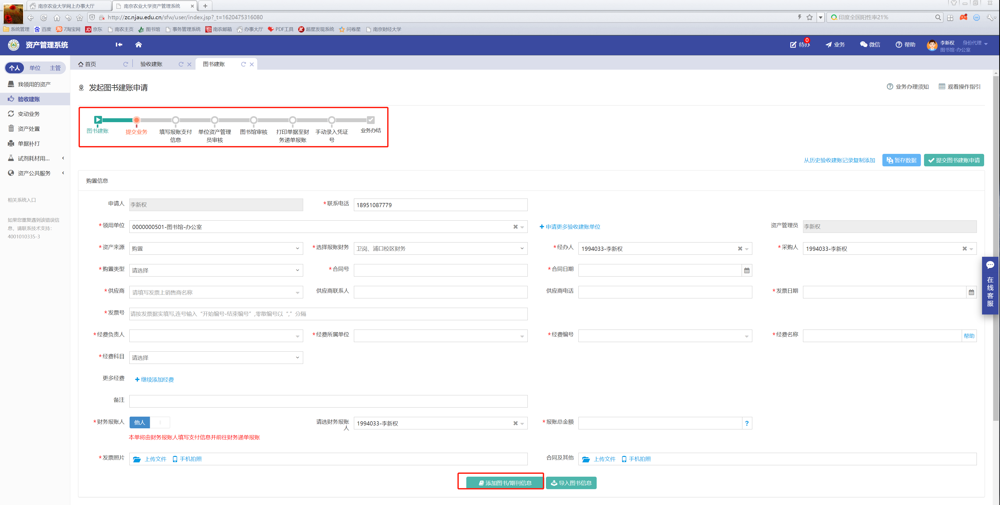 南京农业大学网上办事大厅
南京农业大学资产管理系统
http://zc.njau.edu.cn/sfw/user/index.jsp?_t=1620475316080
印度全国阳性率21%
系统管理 百度 7淘宝网 京东 南农主页 图书馆 事务管理系统 南农邮箱 办事大厅 PDF工具 超星发现系统 问卷星 南京财经大学
资产管理系统
待办 0
业务
微信
帮助
李新权 身份代理
图书馆-办公室
个人 单位 主管
首页 验收建账 图书建账
我领用的资产
验收建账
变动业务
资产处置
单据补打
试剂耗材用...
资产公共服务
相关系统入口
如果您重复遇到该错误信
息，请联系技术支持：
4001010335-3
发起图书建账申请
业务办理须知 观看操作指引
图书建账
提交业务
填写报账支付
信息
单位资产管理
员审核
图书馆审核
打印单据至财
务递单报账
手动录入凭证
号
业务办结
从历史验收建账记录复制添加 暂存数据 提交图书建账申请
购置信息
申请人 李新权 *联系电话 18951087779
*领用单位 0000000501-图书馆-办公室 申请更多验收建账单位 资产管理员 李新权
*资产来源 购置 *选择报账财务 卫岗、浦口校区财务 *经办人 1994033-李新权 *采购人 1994033-李新权
*购置类型 请选择 *合同号 *合同日期
*供应商 请填写发票上销售商名称 供应商联系人 供应商电话 *发票日期
*发票号 请按发票据实填写,连号输入“开始编号-结束编号”,零散编号以“,”分隔
*经费负责人 *经费所属单位 *经费编号 *经费名称 帮助
*经费科目 请选择
更多经费 继续添加经费
备注
*财务报账人 他人 请选财务报账
人 1994033-李新权 *报账总金额 ?
本单将由财务报账人填写支付信息并前往财务递单报账
*发票照片 上传文件 手机拍照 合同及其他 上传文件 手机拍照
添加图书/期刊信息 导入图书信息
在线客服